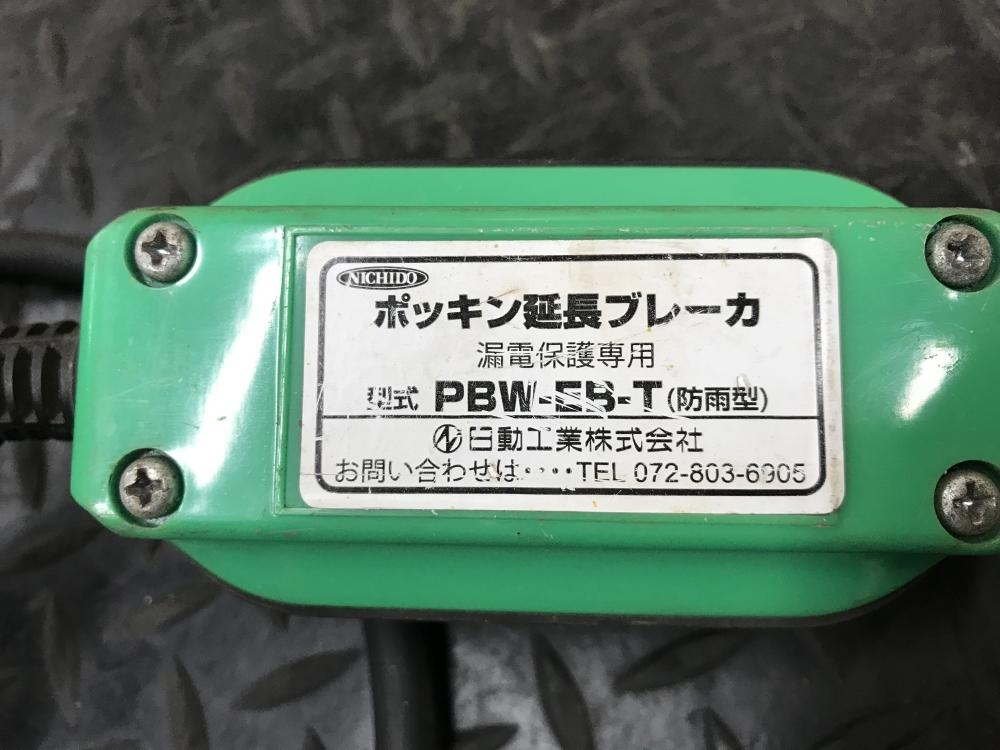 NICHIDO
ポッキン延長ブレーカ
漏電保護専用
型式 PBW-EB-T(防雨型)
日動工業株式会社
お問い合わせは‥‥TEL 072-803-6905